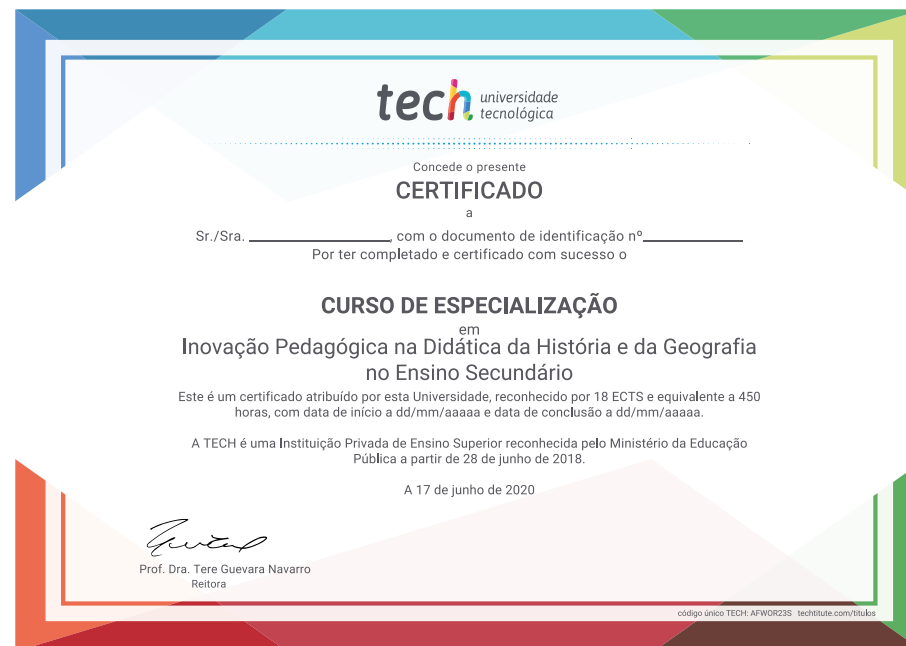 tech universidade
tecnológica
Concede o presente
CERTIFICADO
a
Sr./Sra. , com o documento de identificação nº
Por ter completado e certificado com sucesso o
CURSO DE ESPECIALIZAÇÃO
em
Inovação Pedagógica na Didática da História e da Geografia
no Ensino Secundário
Este é um certificado atribuído por esta Universidade, reconhecido por 18 ECTS e equivalente a 450
horas, com data de início a dd/mm/aaaaa e data de conclusão a dd/mm/aaaaa.
A TECH é uma Instituição Privada de Ensino Superior reconhecida pelo Ministério da Educação
Pública a partir de 28 de junho de 2018.
A 17 de junho de 2020
Prof. Dra. Tere Guevara Navarro
Reitora
código único TECH: AFWOR23S techtitute.com/titulos